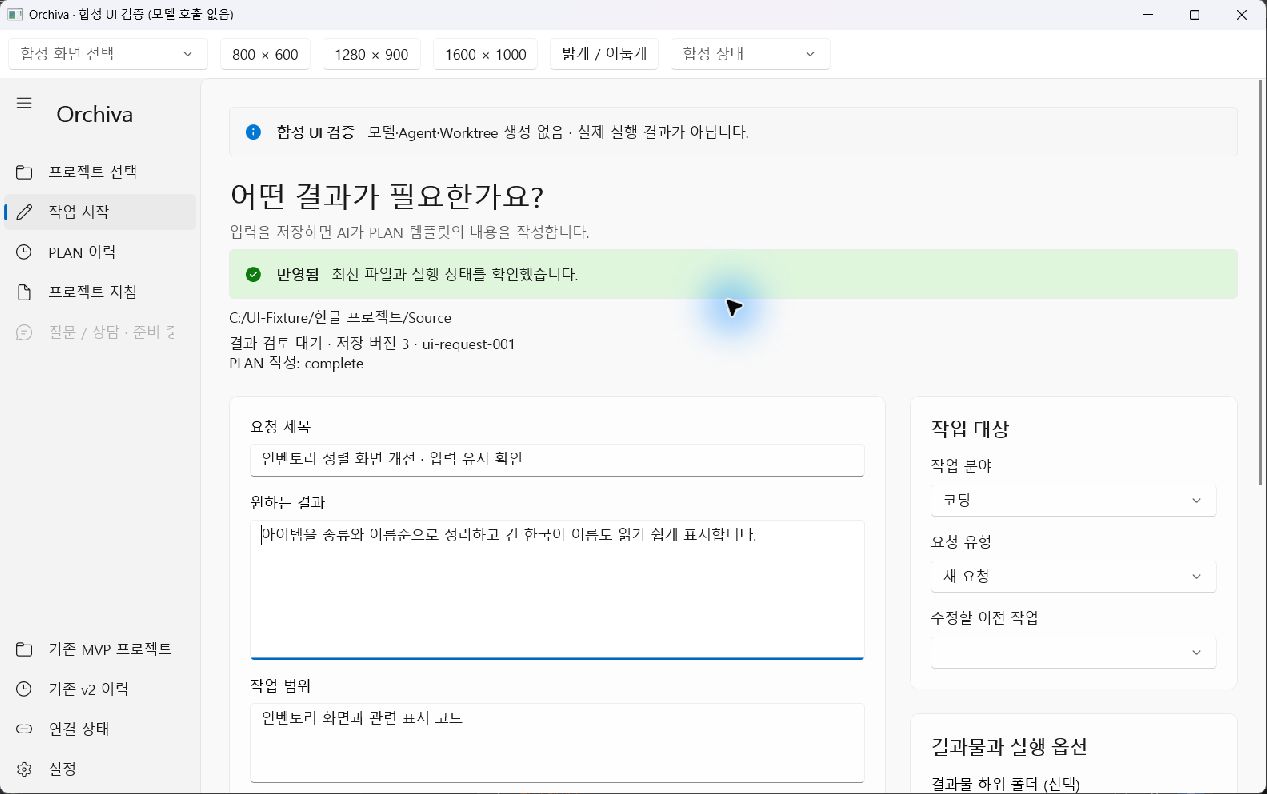 Orchiva · 합성 UI 검증 (모델 호출 없음)
합성 화면 선택
800 × 600
1280 × 900
1600 × 1000
밝게 / 어둡게
합성 상태
Orchiva
프로젝트 선택
작업 시작
PLAN 이력
프로젝트 지침
질문 / 상담 · 준비 중
기존 MVP 프로젝트
기존 v2 이력
연결 상태
설정
합성 UI 검증 모델·Agent·Worktree 생성 없음 · 실제 실행 결과가 아닙니다.
어떤 결과가 필요한가요?
입력을 저장하면 AI가 PLAN 템플릿의 내용을 작성합니다.
반영됨 최신 파일과 실행 상태를 확인했습니다.
C:/UI-Fixture/한글 프로젝트/Source
결과 검토 대기 · 저장 버전 3 · ui-request-001
PLAN 작성: complete
요청 제목
인벤토리 정렬 화면 개선 · 입력 유지 확인
원하는 결과
아이템을 종류와 이름순으로 정리하고 긴 한국어 이름도 읽기 쉽게 표시합니다.
작업 범위
인벤토리 화면과 관련 표시 코드
작업 대상
작업 분야
코딩
요청 유형
새 요청
수정할 이전 작업
결과물과 실행 옵션
결과물 하위 폴더 (선택)